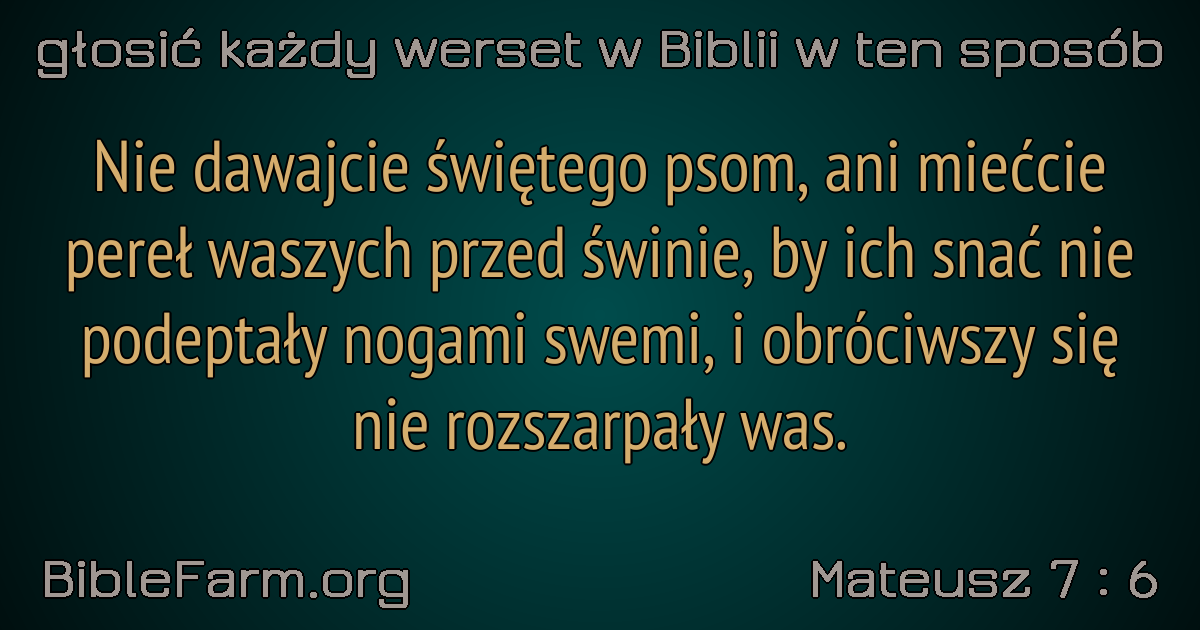 głosić każdy werset w Biblii w ten sposób
Nie dawajcie świętego psom, ani miećcie
pereł waszych przed świnie, by ich snać nie
podeptały nogami swemi, i obróciwszy się
nie rozszarpały was.
BibleFarm.org
Mateusz 7 : 6